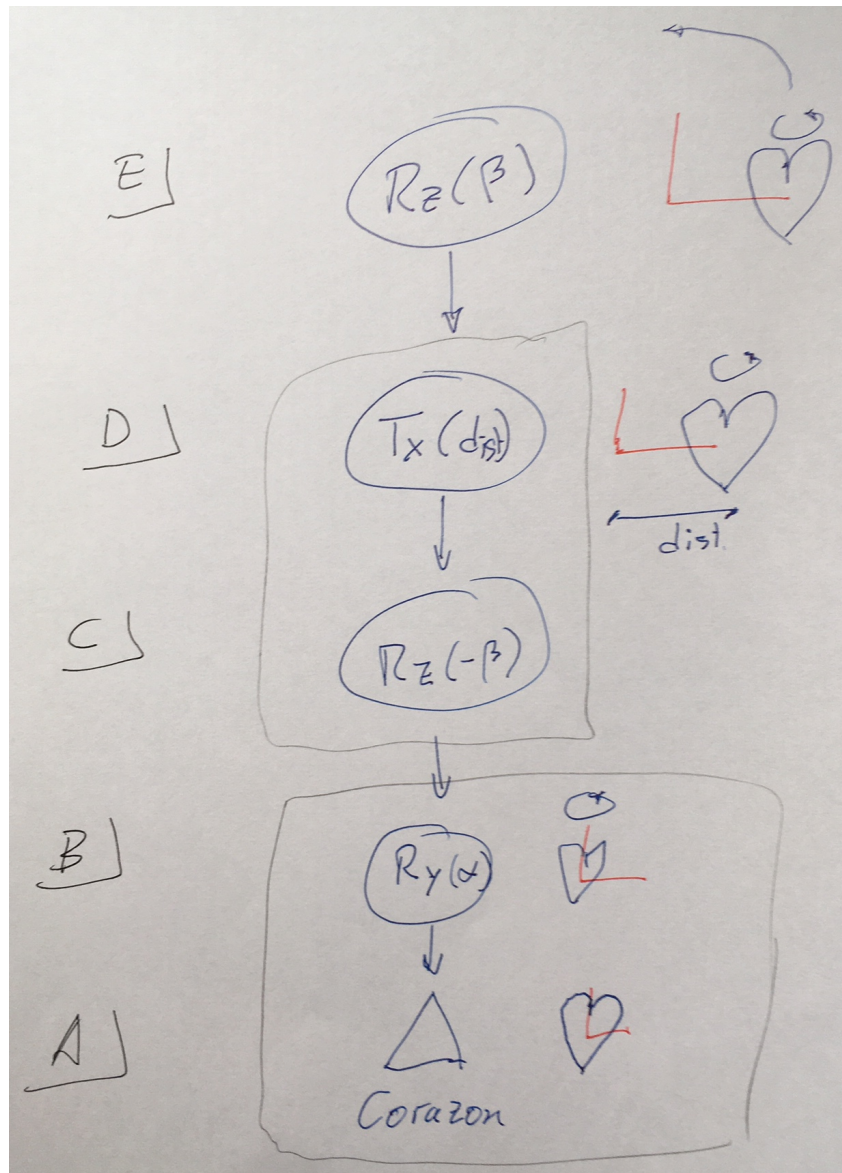 E
Rz(β)
D
Tx(dist)
dist.
C
Rz(-β)
B
Ry(α)
A
Corazon